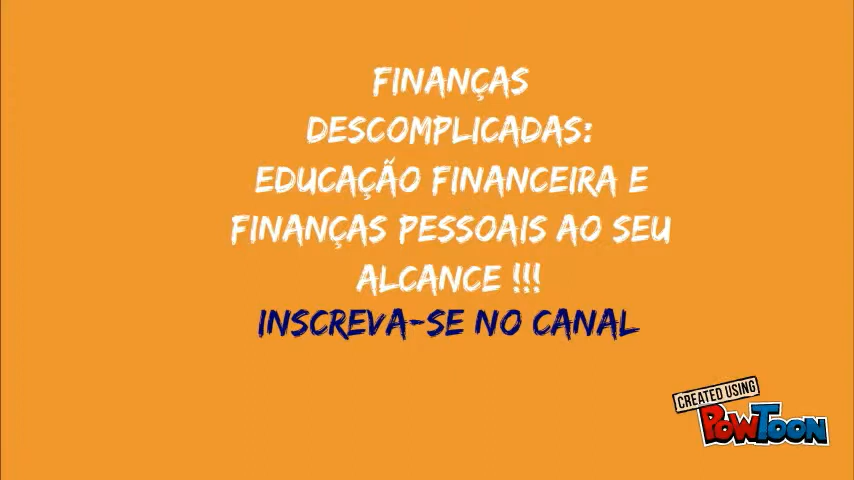 FINANÇAS
DESCOMPLICADAS:
EDUCAÇÃO FINANCEIRA E
FINANÇAS PESSOAIS AO SEU
ALCANCE !!!
INSCREVA-SE NO CANAL
CREATED USING
POWTOON